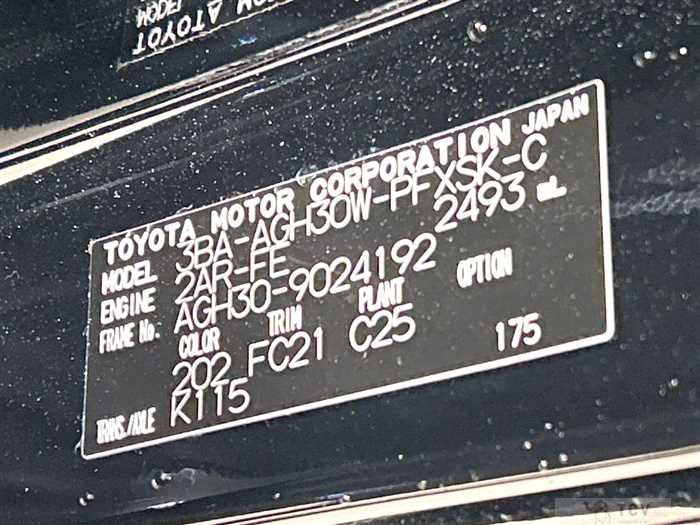 TOYOTA MOTOR CORPORATION JAPAN
MODEL 3BA-AGH30W-PFXSK-C
ENGINE 2AR-FE 2493 mL
FRAME No. AGH30-9024192
COLOR TRIM PLANT OPTION
202 FC21 C25 175
TRANS./AXLE K115